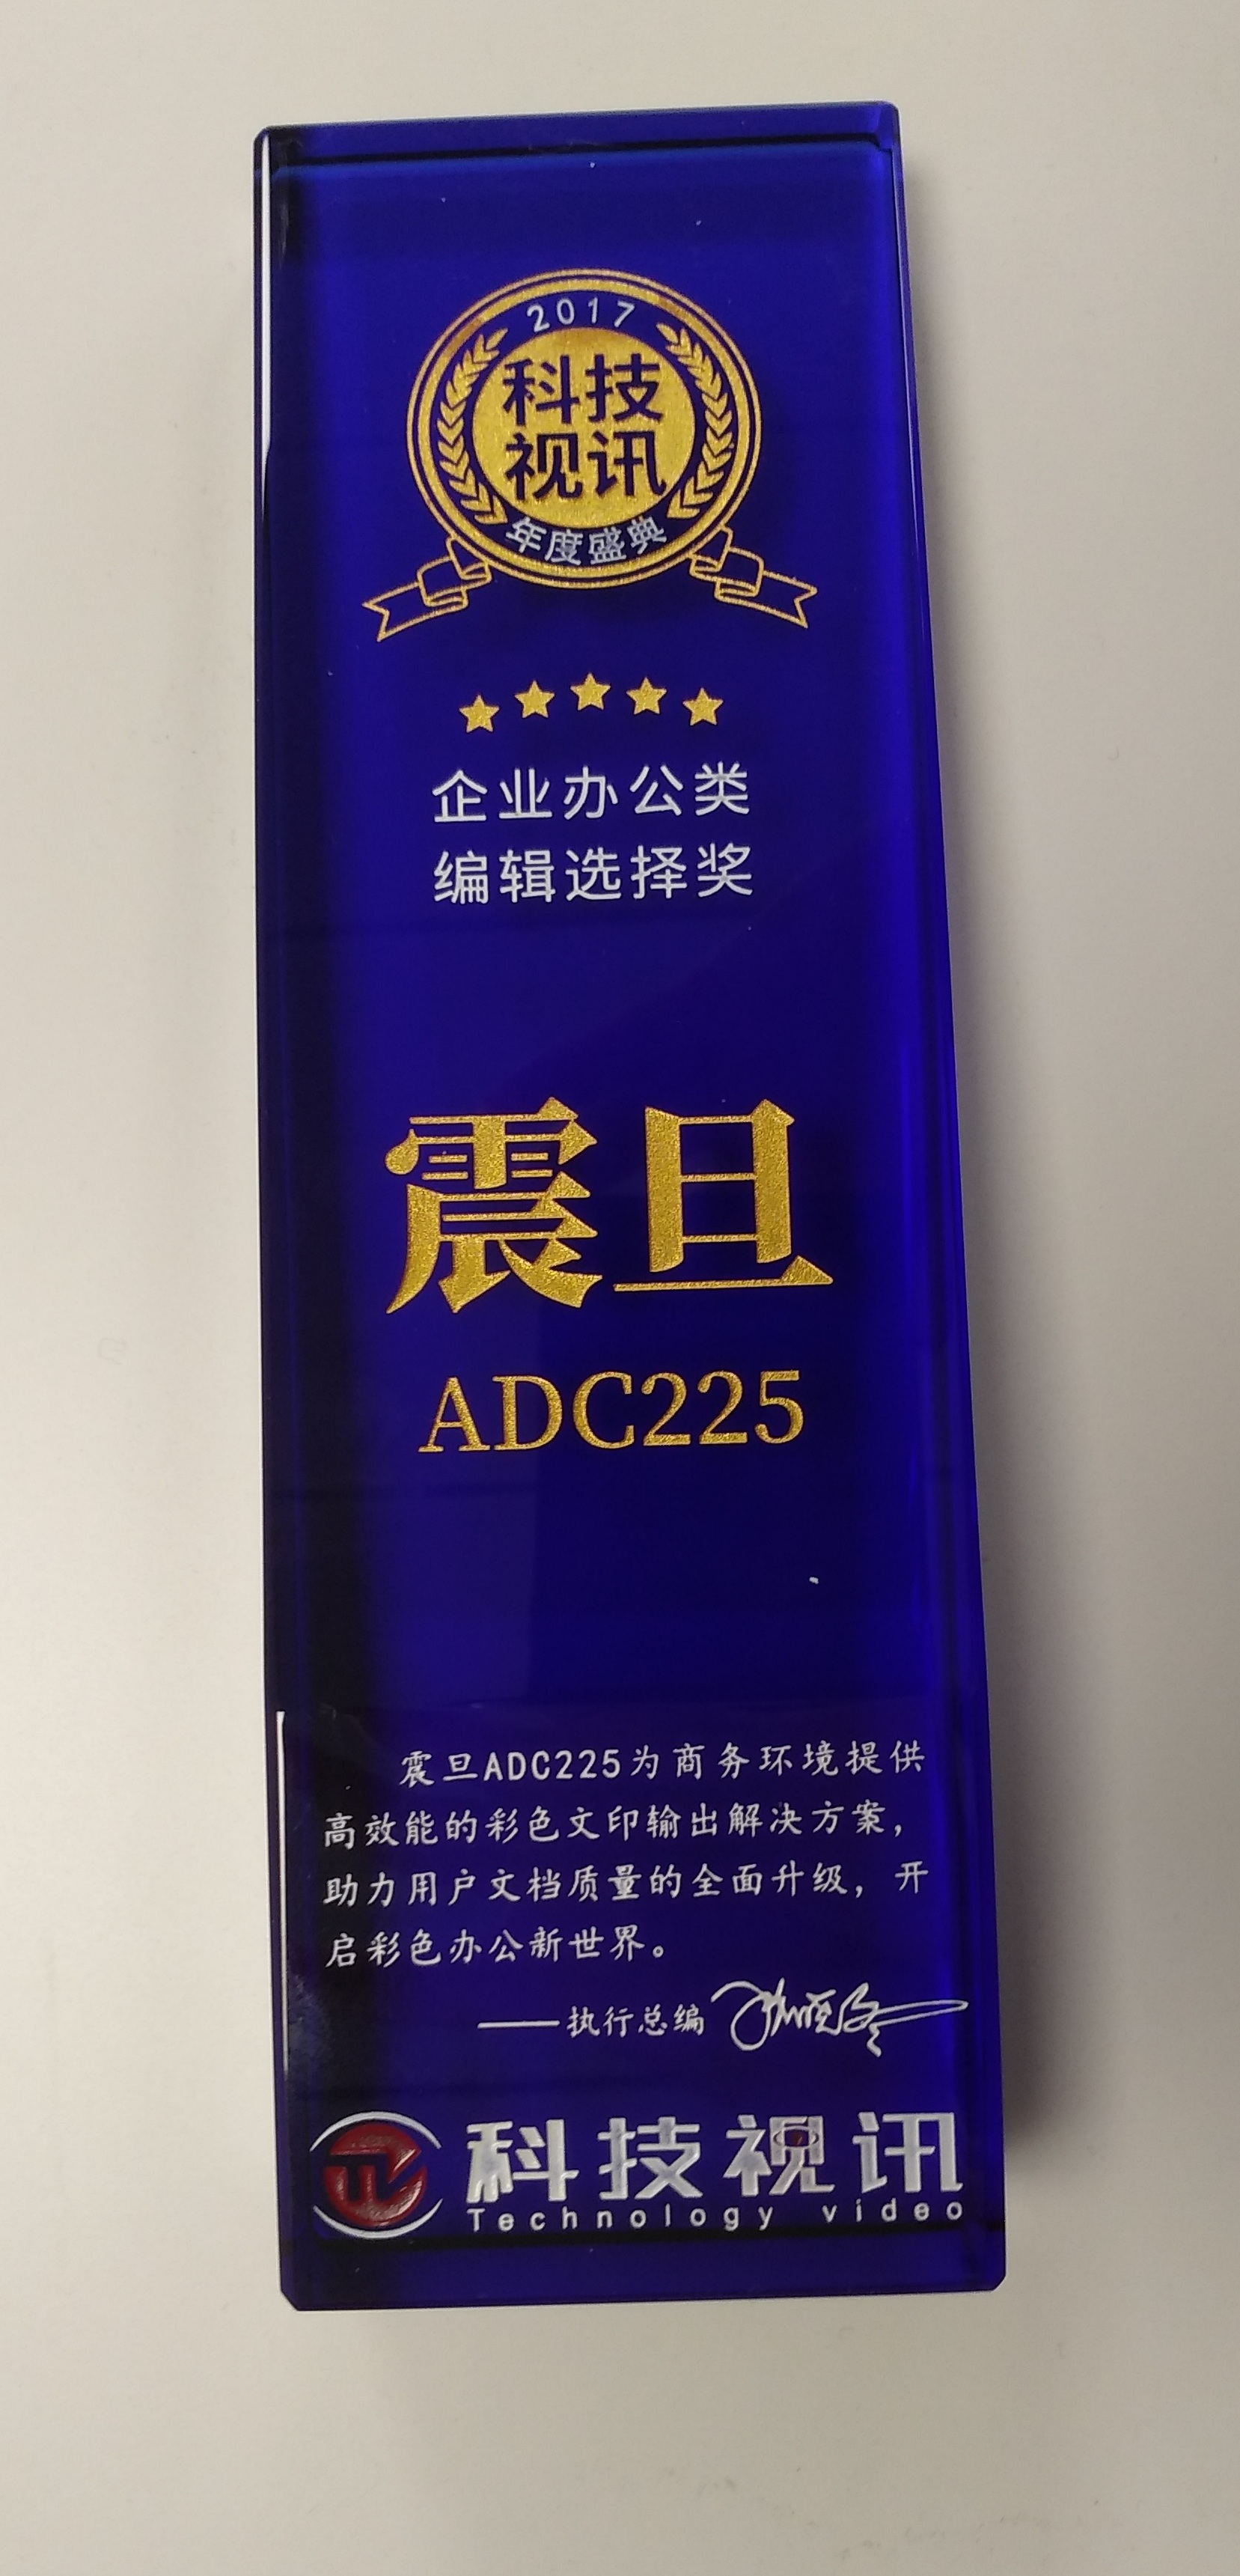 2017
科技
视讯
年度盛典
企业办公类
编辑选择奖
震旦
ADC225
震旦ADC225为商务环境提供
高效能的彩色文印输出解决方案，
助力用户文档质量的全面升级，开
启彩色办公新世界。
——执行总编
科技视讯
Technology video